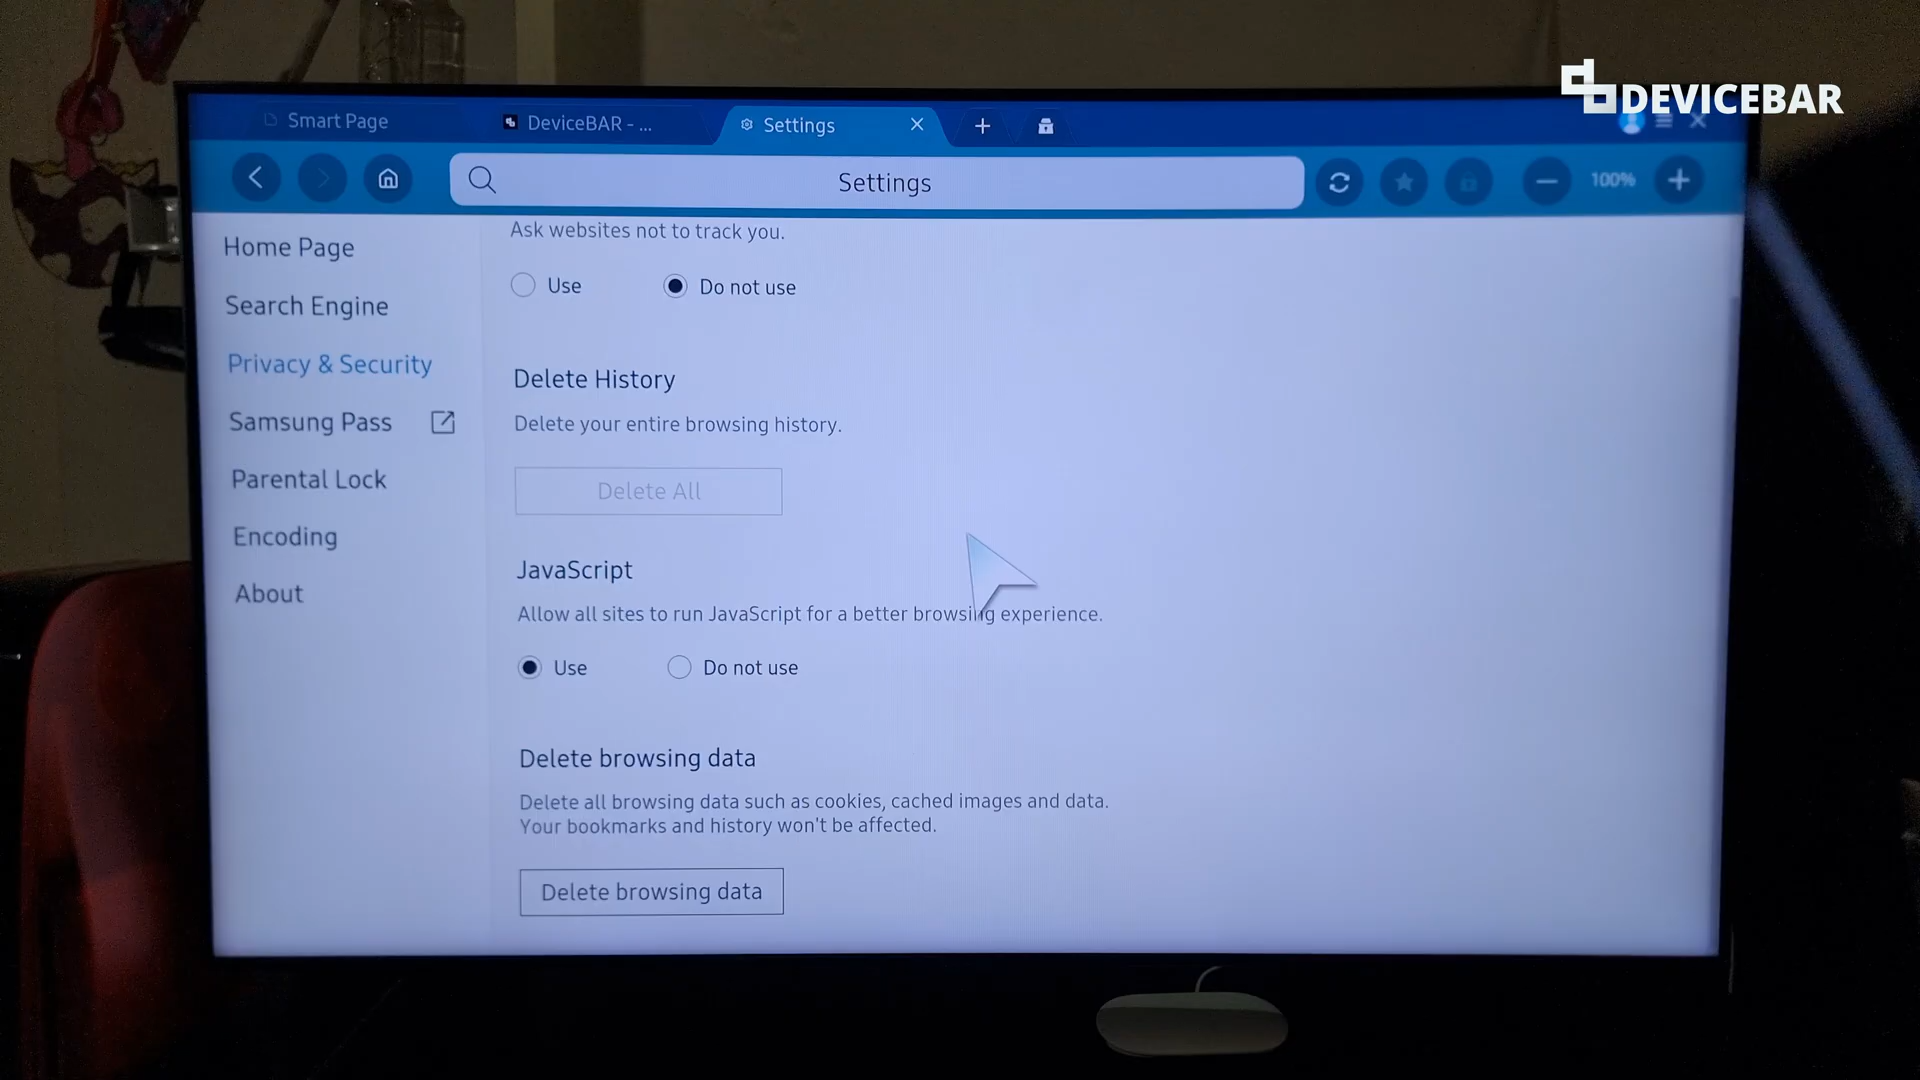 DEVICEBAR
Smart Page
DeviceBAR - ...
Settings
Settings
100%
Home Page
Search Engine
Privacy & Security
Samsung Pass
Parental Lock
Encoding
About
Ask websites not to track you.
Use
Do not use
Delete History
Delete your entire browsing history.
Delete All
JavaScript
Allow all sites to run JavaScript for a better browsing experience.
Use
Do not use
Delete browsing data
Delete all browsing data such as cookies, cached images and data.
Your bookmarks and history won't be affected.
Delete browsing data